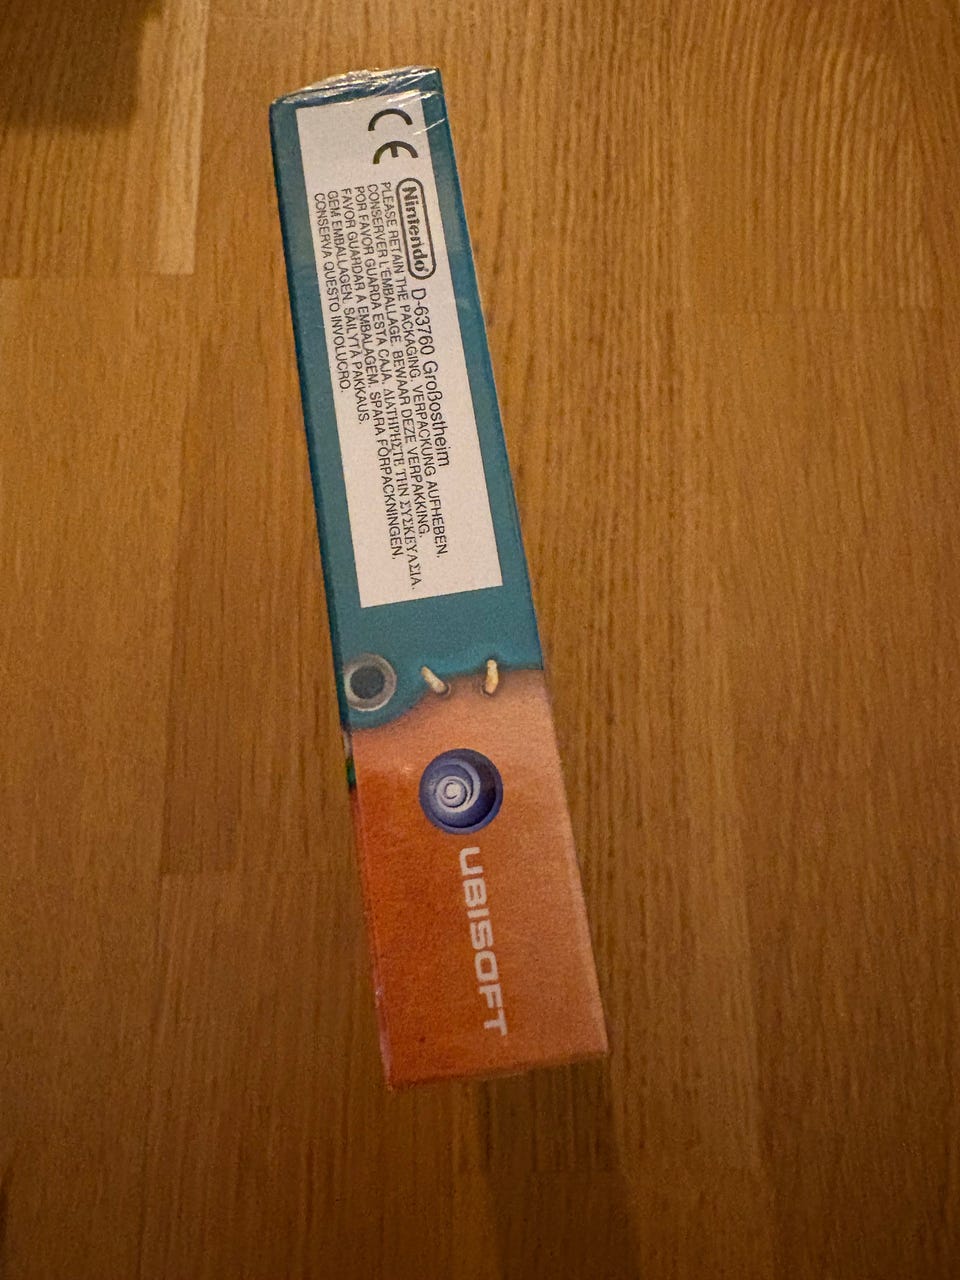 CE
Nintendo® D-63760 Großostheim
PLEASE RETAIN THE PACKAGING. VERPACKUNG AUFHEBEN.
CONSERVER L'EMBALLAGE. BEWAAR DEZE VERPAKKING.
POR FAVOR GUARDA ESTA CAJA. ΔΙΑΤΗΡΗΣΤΕ ΤΗΝ ΣΥΣΚΕΥΑΣΙΑ.
FAVOR GUARDAR A EMBALAGEM. SPARA FÖRPACKNINGEN.
GEM EMBALLAGEN. SÄILYTÄ PAKKAUS.
CONSERVA QUESTO INVOLUCRO.
UBISOFT